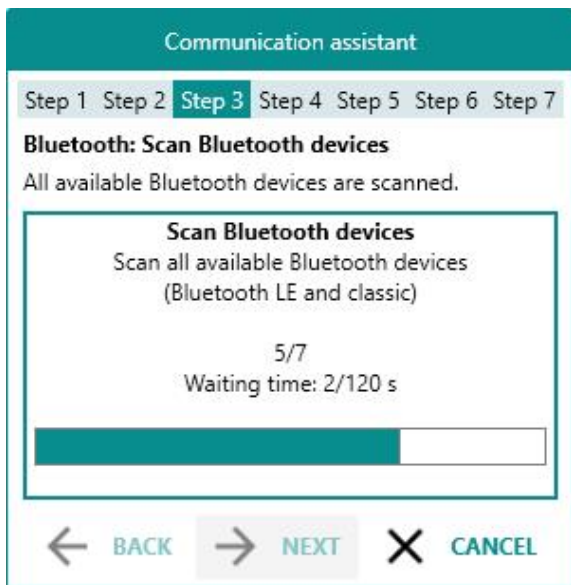 Communication assistant
Step 1 Step 2 Step 3 Step 4 Step 5 Step 6 Step 7
Bluetooth: Scan Bluetooth devices
All available Bluetooth devices are scanned.
Scan Bluetooth devices
Scan all available Bluetooth devices
(Bluetooth LE and classic)
5/7
Waiting time: 2/120 s
BACK NEXT CANCEL